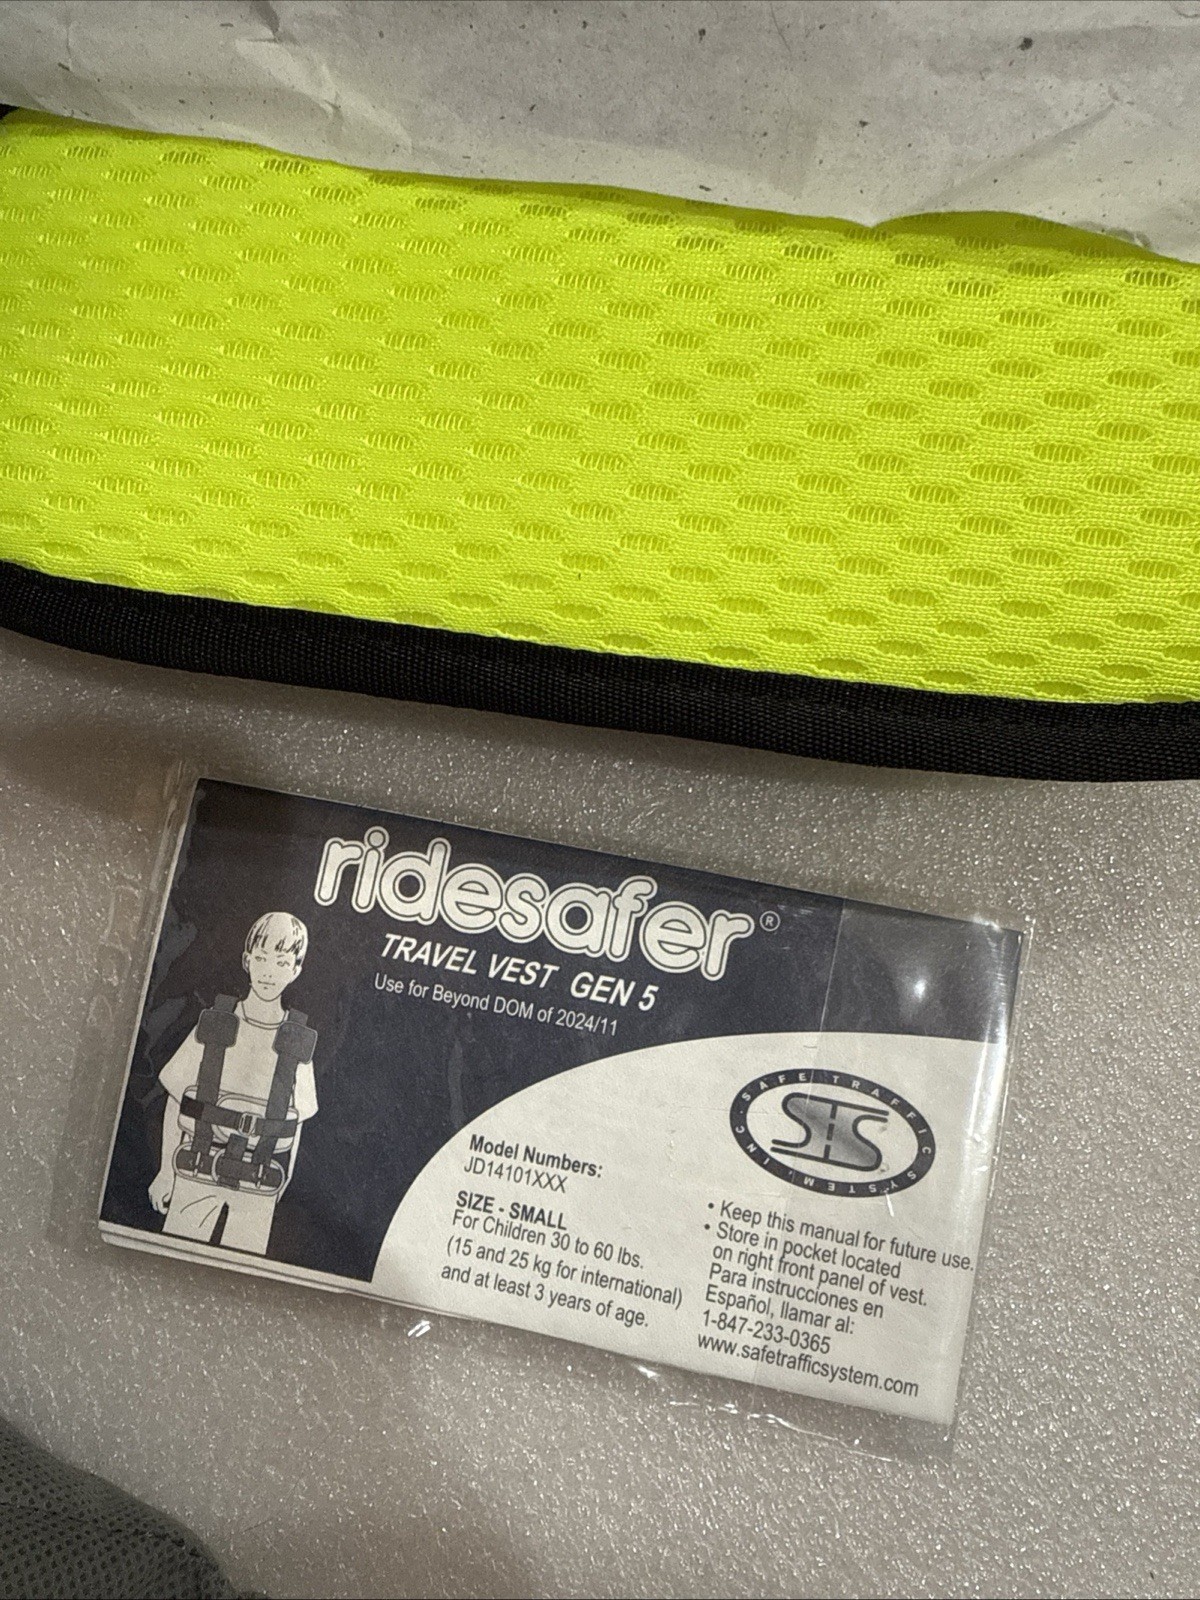 ridesafer®
TRAVEL VEST GEN 5
Use for Beyond DOM of 2024/11
SAFE TRAFFIC SYSTEM, INC.
Model Numbers:
JD14101XXX
SIZE - SMALL
For Children 30 to 60 lbs.
(15 and 25 kg for international)
and at least 3 years of age.
• Keep this manual for future use.
• Store in pocket located
on right front panel of vest.
Para instrucciones en
Español, llamar al:
1-847-233-0365
www.safetrafficsystem.com